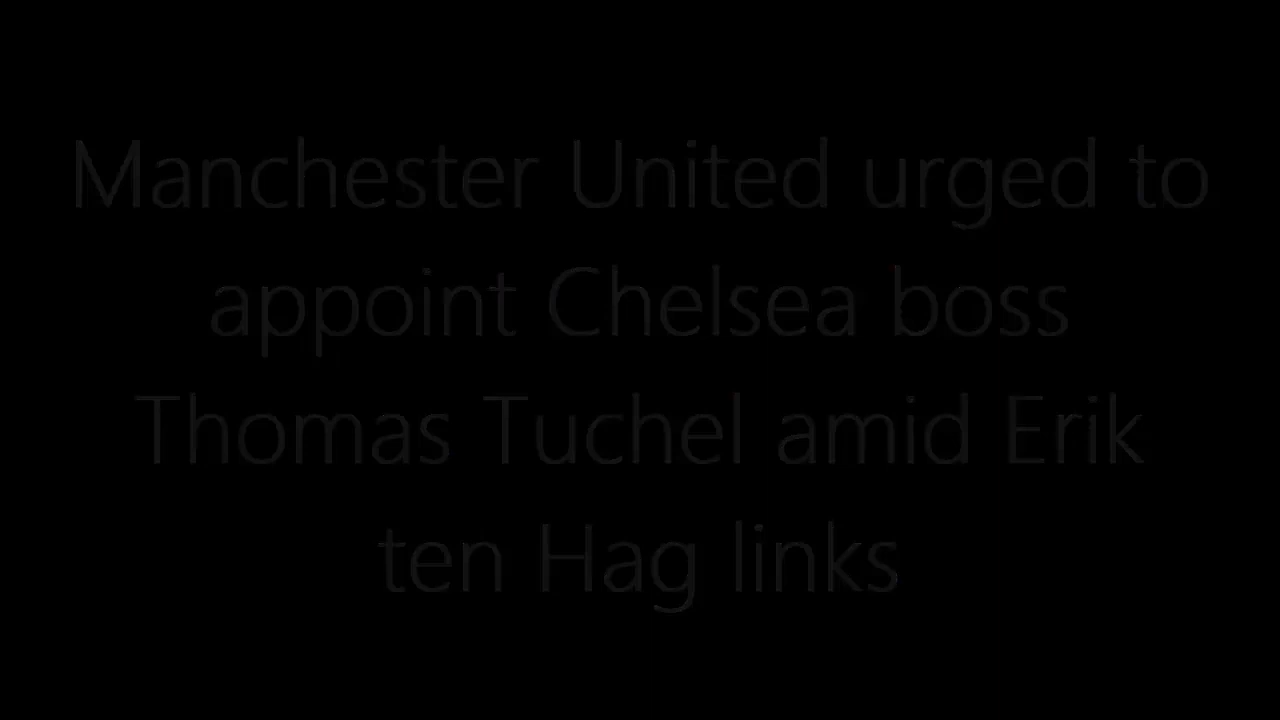 Manchester United urged to
appoint Chelsea boss
Thomas Tuchel amid Erik
ten Hag links